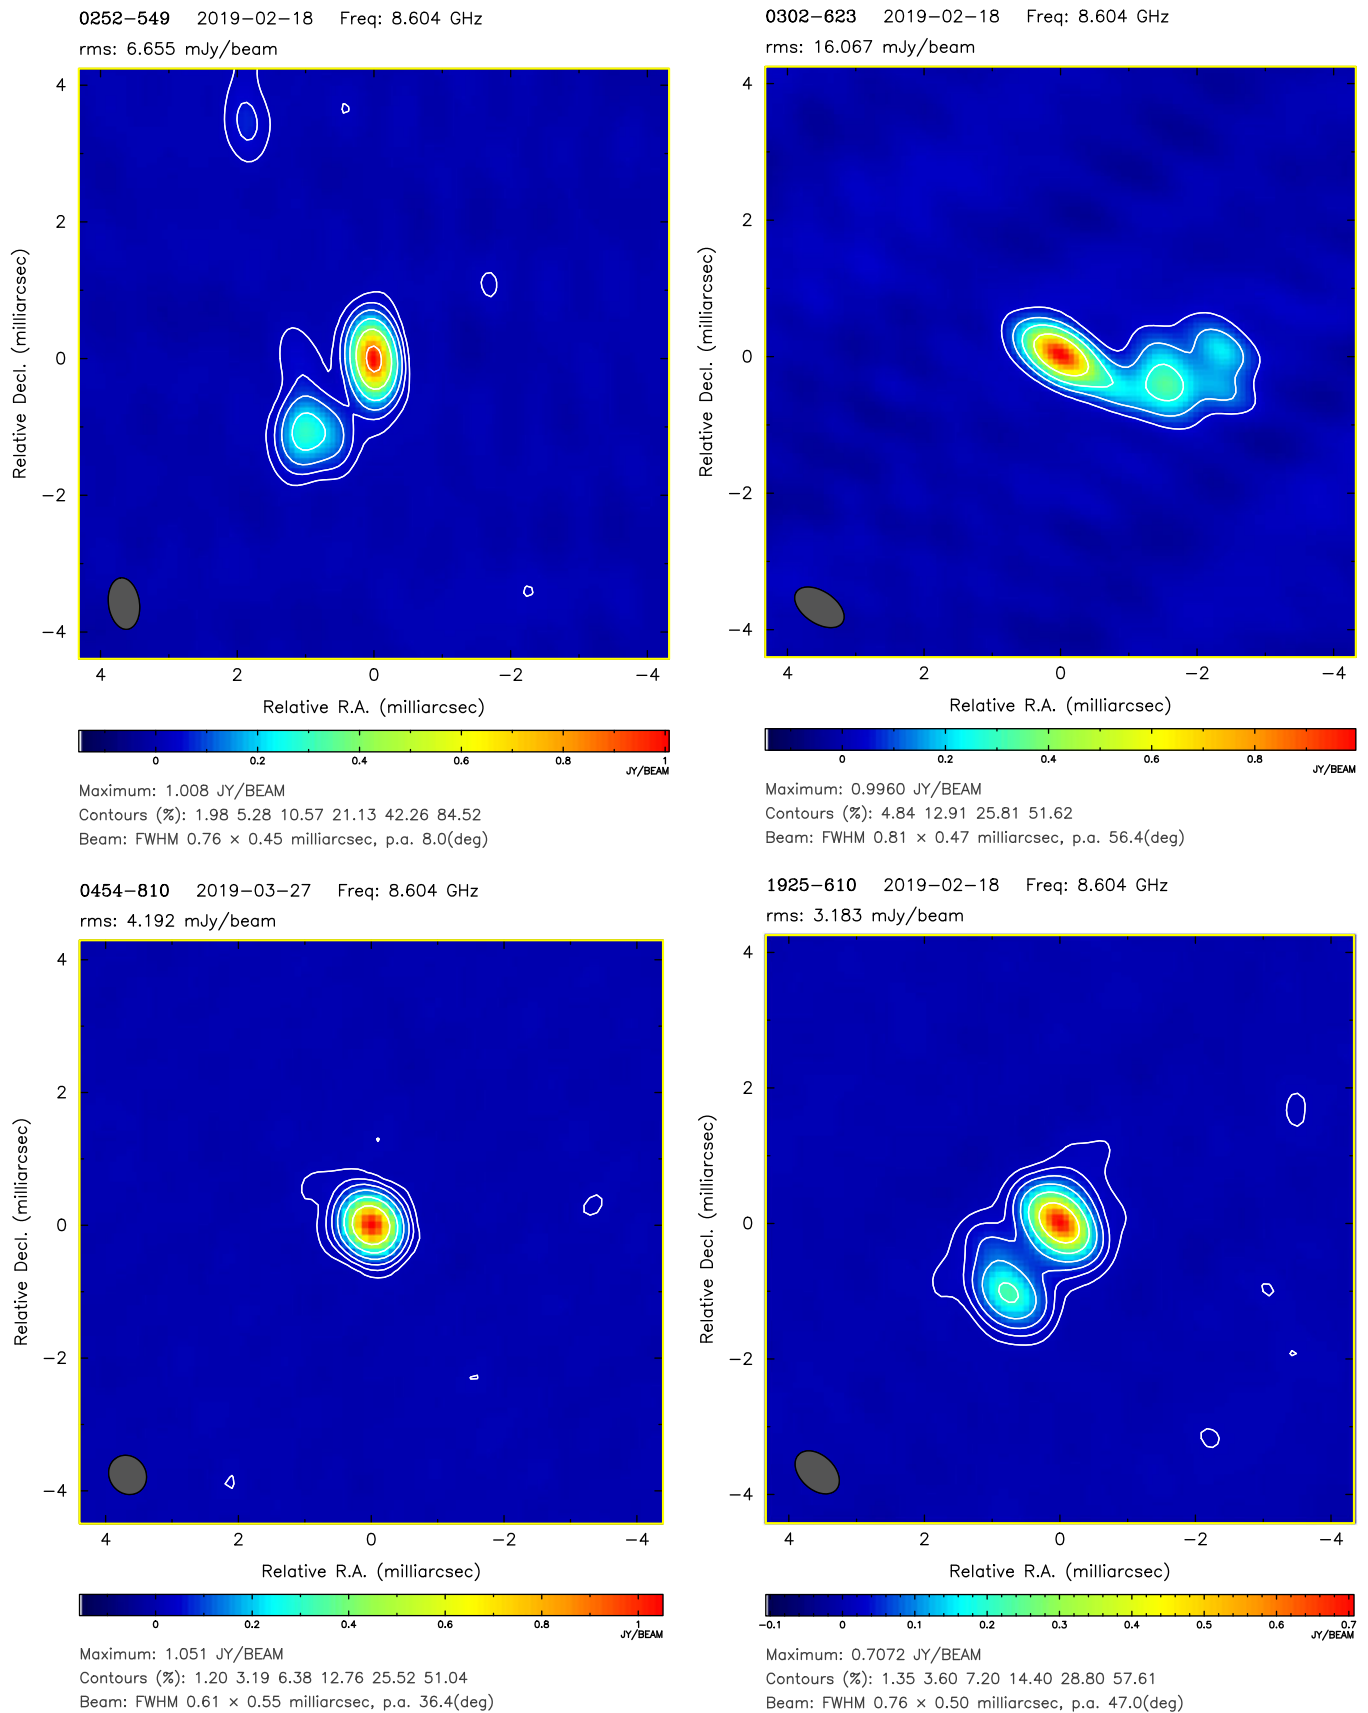 0252-549 2019-02-18 Freq: 8.604 GHz
rms: 6.655 mJy/beam
4
2
0
-2
-4
Relative Decl. (milliarcsec)
4 2 0 -2 -4
Relative R.A. (milliarcsec)
0 0.2 0.4 0.6 0.8 1
JY/BEAM
Maximum: 1.008 JY/BEAM
Contours (%): 1.98 5.28 10.57 21.13 42.26 84.52
Beam: FWHM 0.76 × 0.45 milliarcsec, p.a. 8.0(deg)
0302-623 2019-02-18 Freq: 8.604 GHz
rms: 16.067 mJy/beam
4
2
0
-2
-4
Relative Decl. (milliarcsec)
4 2 0 -2 -4
Relative R.A. (milliarcsec)
0 0.2 0.4 0.6 0.8
JY/BEAM
Maximum: 0.9960 JY/BEAM
Contours (%): 4.84 12.91 25.81 51.62
Beam: FWHM 0.81 × 0.47 milliarcsec, p.a. 56.4(deg)
0454-810 2019-03-27 Freq: 8.604 GHz
rms: 4.192 mJy/beam
4
2
0
-2
-4
Relative Decl. (milliarcsec)
4 2 0 -2 -4
Relative R.A. (milliarcsec)
0 0.2 0.4 0.6 0.8 1
JY/BEAM
Maximum: 1.051 JY/BEAM
Contours (%): 1.20 3.19 6.38 12.76 25.52 51.04
Beam: FWHM 0.61 × 0.55 milliarcsec, p.a. 36.4(deg)
1925-610 2019-02-18 Freq: 8.604 GHz
rms: 3.183 mJy/beam
4
2
0
-2
-4
Relative Decl. (milliarcsec)
4 2 0 -2 -4
Relative R.A. (milliarcsec)
-0.1 0 0.1 0.2 0.3 0.4 0.5 0.6 0.7
JY/BEAM
Maximum: 0.7072 JY/BEAM
Contours (%): 1.35 3.60 7.20 14.40 28.80 57.61
Beam: FWHM 0.76 × 0.50 milliarcsec, p.a. 47.0(deg)